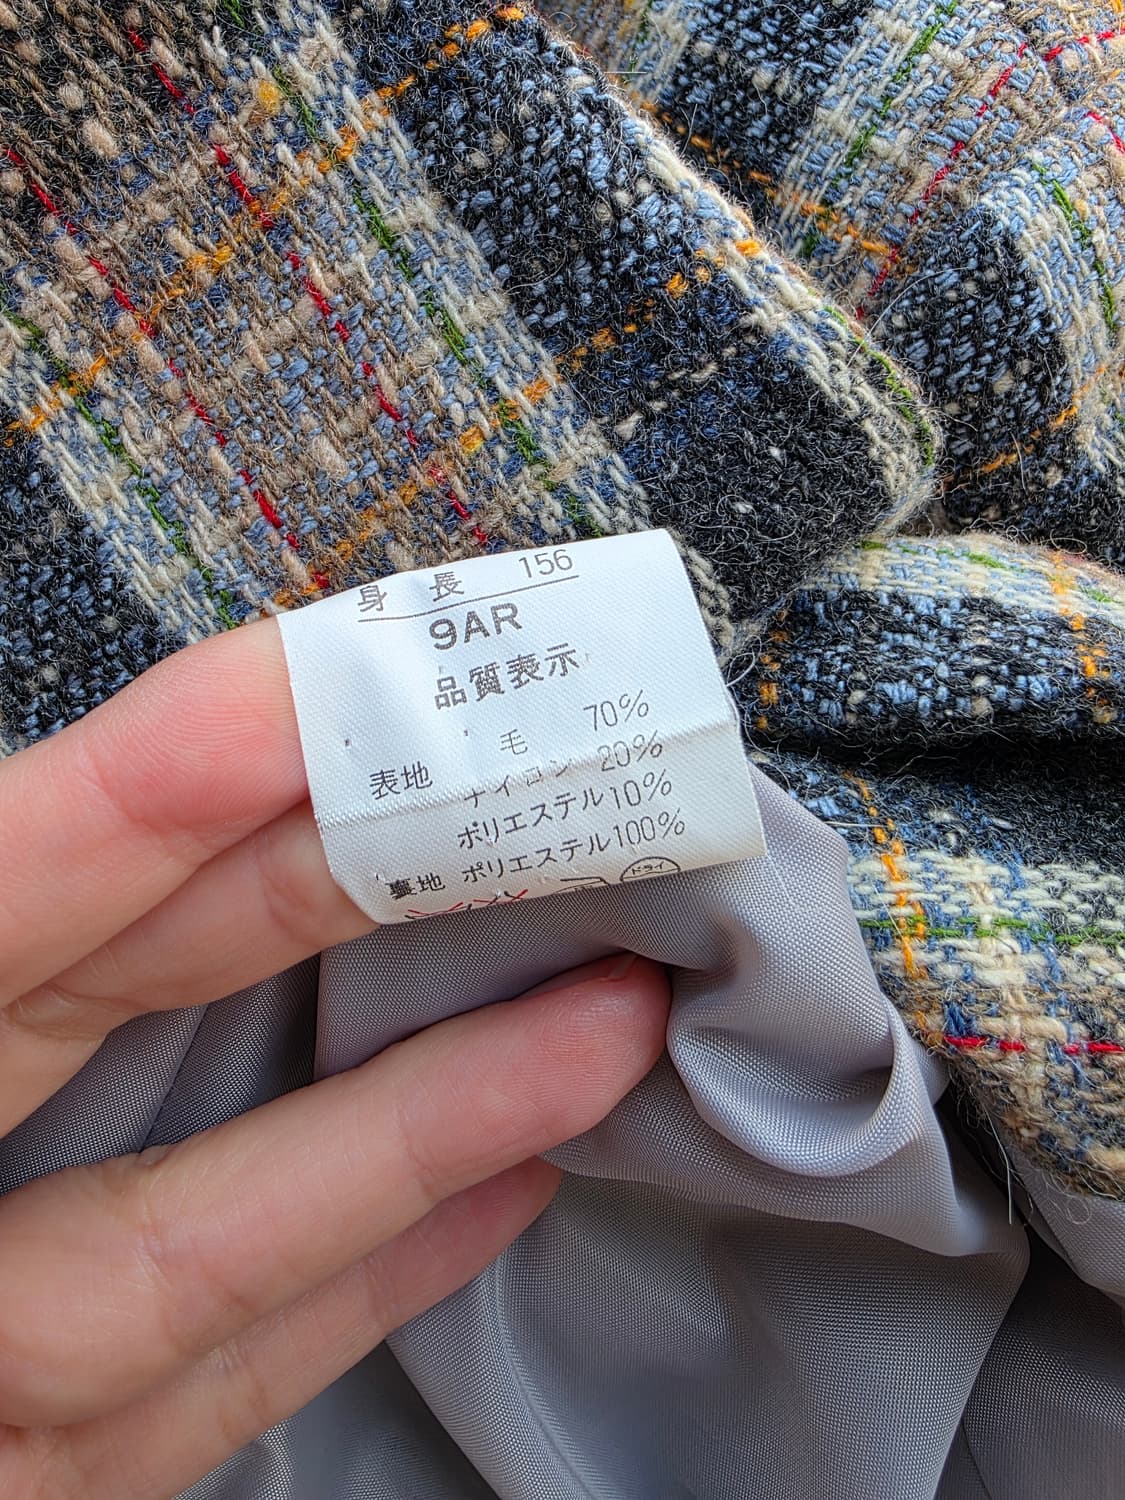 身長 156
9AR
品質表示
毛 70%
表地 ナイロン 20%
ポリエステル10%
裏地 ポリエステル100%
ドライ